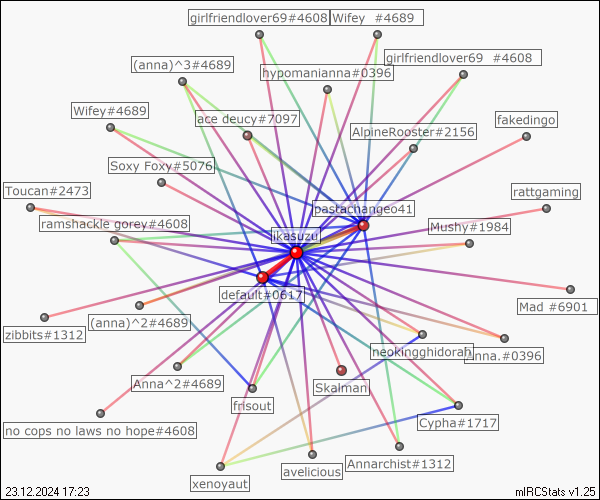 girlfriendlover69#4608
Wifey #4689
(anna)^3#4689
hypomanianna#0396
girlfriendlover69 #4608
Wifey#4689
ace deucy#7097
AlpineRooster#2156
fakedingo
Soxy Foxy#5076
Toucan#2473
pastachangeo41
rattgaming
ramshackle gorey#4608
ikasuzu
Mushy#1984
default#0617
Mad #6901
zibbits#1312
(anna)^2#4689
neokingghidorah
Anna.#0396
Anna^2#4689
Skalman
frisout
no cops no laws no hope#4608
Cypha#1717
xenoyaut
avelicious
Annarchist#1312
23.12.2024 17:23
mIRCStats v1.25